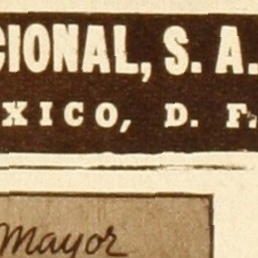 CIONAL, S. A.
XICO, D. F.
Mayor